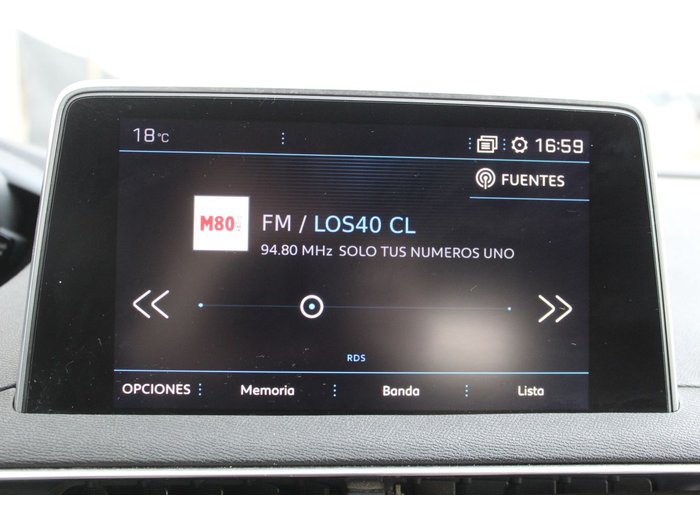 18°C 16:59
FUENTES
M80
FM / LOS40 CL
94.80 MHz SOLO TUS NUMEROS UNO
RDS
OPCIONES Memoria Banda Lista